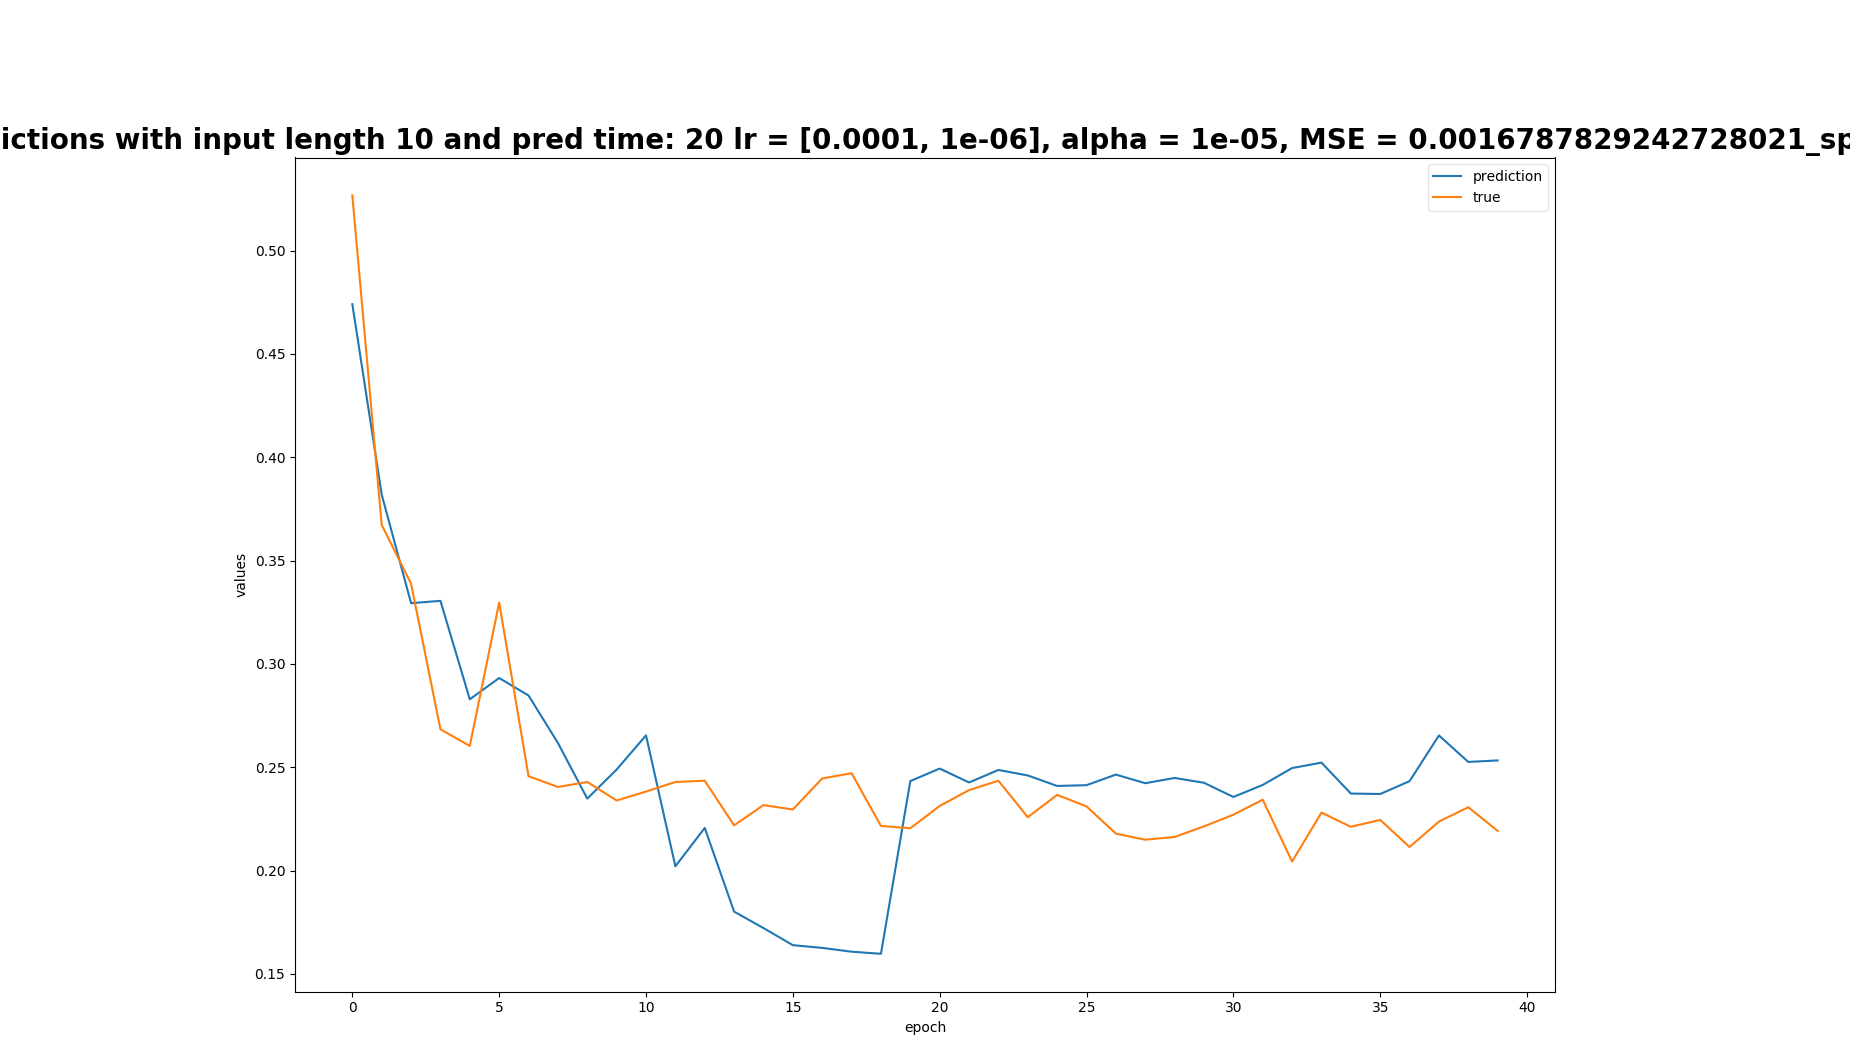 ictions with input length 10 and pred time: 20 lr = [0.0001, 1e-06], alpha = 1e-05, MSE = 0.0016787829242728021_sp
prediction
true
0.50
0.45
0.40
0.35
0.30
0.25
0.20
0.15
values
0 5 10 15 20 25 30 35 40
epoch